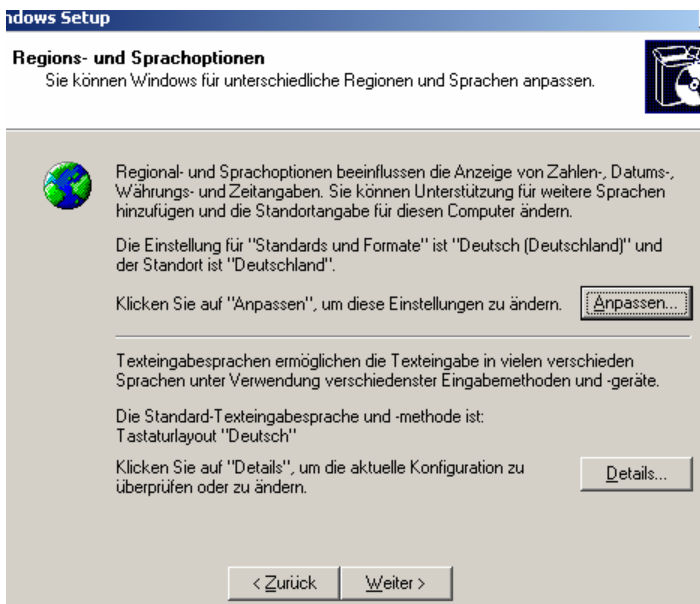 ndows Setup
Regions- und Sprachoptionen
Sie können Windows für unterschiedliche Regionen und Sprachen anpassen.
Regional- und Sprachoptionen beeinflussen die Anzeige von Zahlen-, Datums-,
Währungs- und Zeitangaben. Sie können Unterstützung für weitere Sprachen
hinzufügen und die Standortangabe für diesen Computer ändern.
Die Einstellung für "Standards und Formate" ist "Deutsch (Deutschland)" und
der Standort ist "Deutschland".
Klicken Sie auf "Anpassen", um diese Einstellungen zu ändern. Anpassen...
Texteingabesprachen ermöglichen die Texteingabe in vielen verschieden
Sprachen unter Verwendung verschiedenster Eingabemethoden und -geräte.
Die Standard-Texteingabesprache und -methode ist:
Tastaturlayout "Deutsch"
Klicken Sie auf "Details", um die aktuelle Konfiguration zu
überprüfen oder zu ändern.
Details...
< Zurück Weiter >